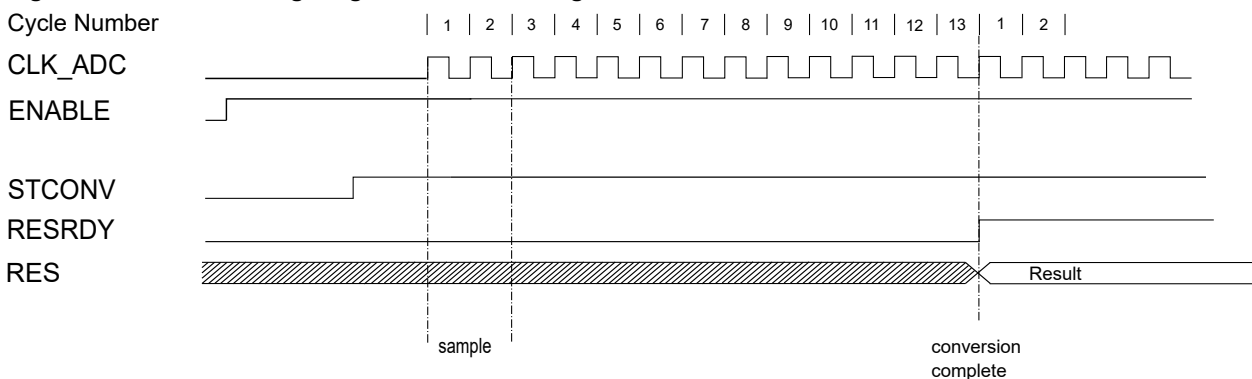 Cycle Number 1 2 3 4 5 6 7 8 9 10 11 12 13 1 2
CLK_ADC
ENABLE
STCONV
RESRDY
RES Result
sample conversion
complete